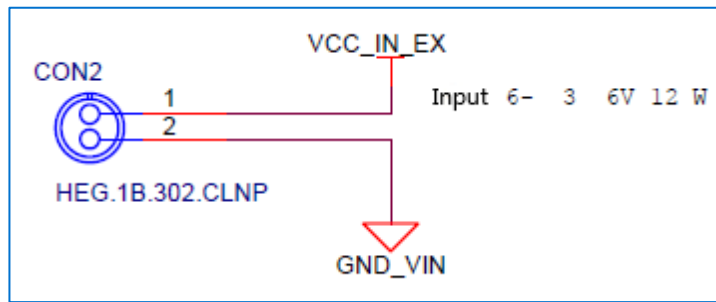 VCC_IN_EX
CON2
1
Input 6- 3 6V 12 W
2
HEG.1B.302.CLNP
GND_VIN